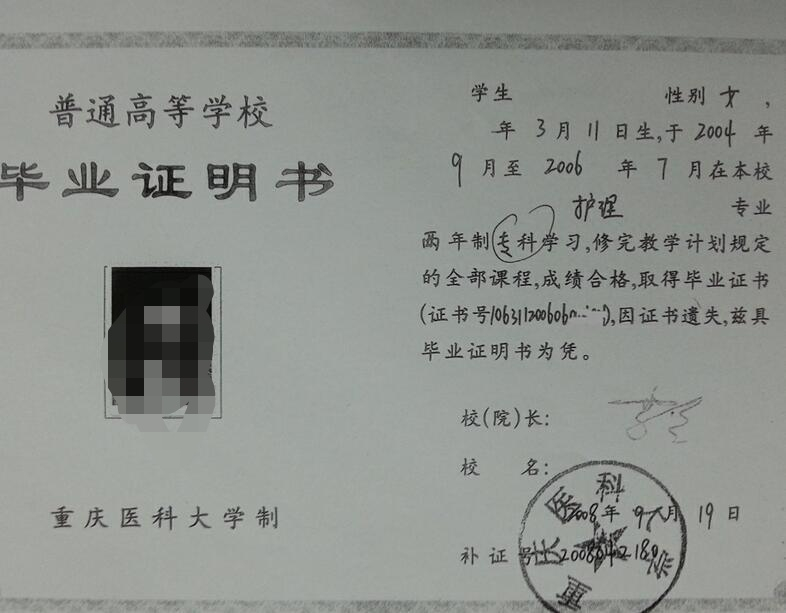 普通高等学校
毕业证明书
重庆医科大学制
学生 性别 女，
年 3 月 11 日生,于 2004 年
9 月至 2006 年 7 月在本校
护理 专业
两年制专科学习,修完教学计划规定
的全部课程,成绩合格,取得毕业证书
(证书号106311200606),因证书遗失,兹具
毕业证明书为凭。
校(院)长:
校 名:
2008年 月 19 日
补 证 号:
重庆医科